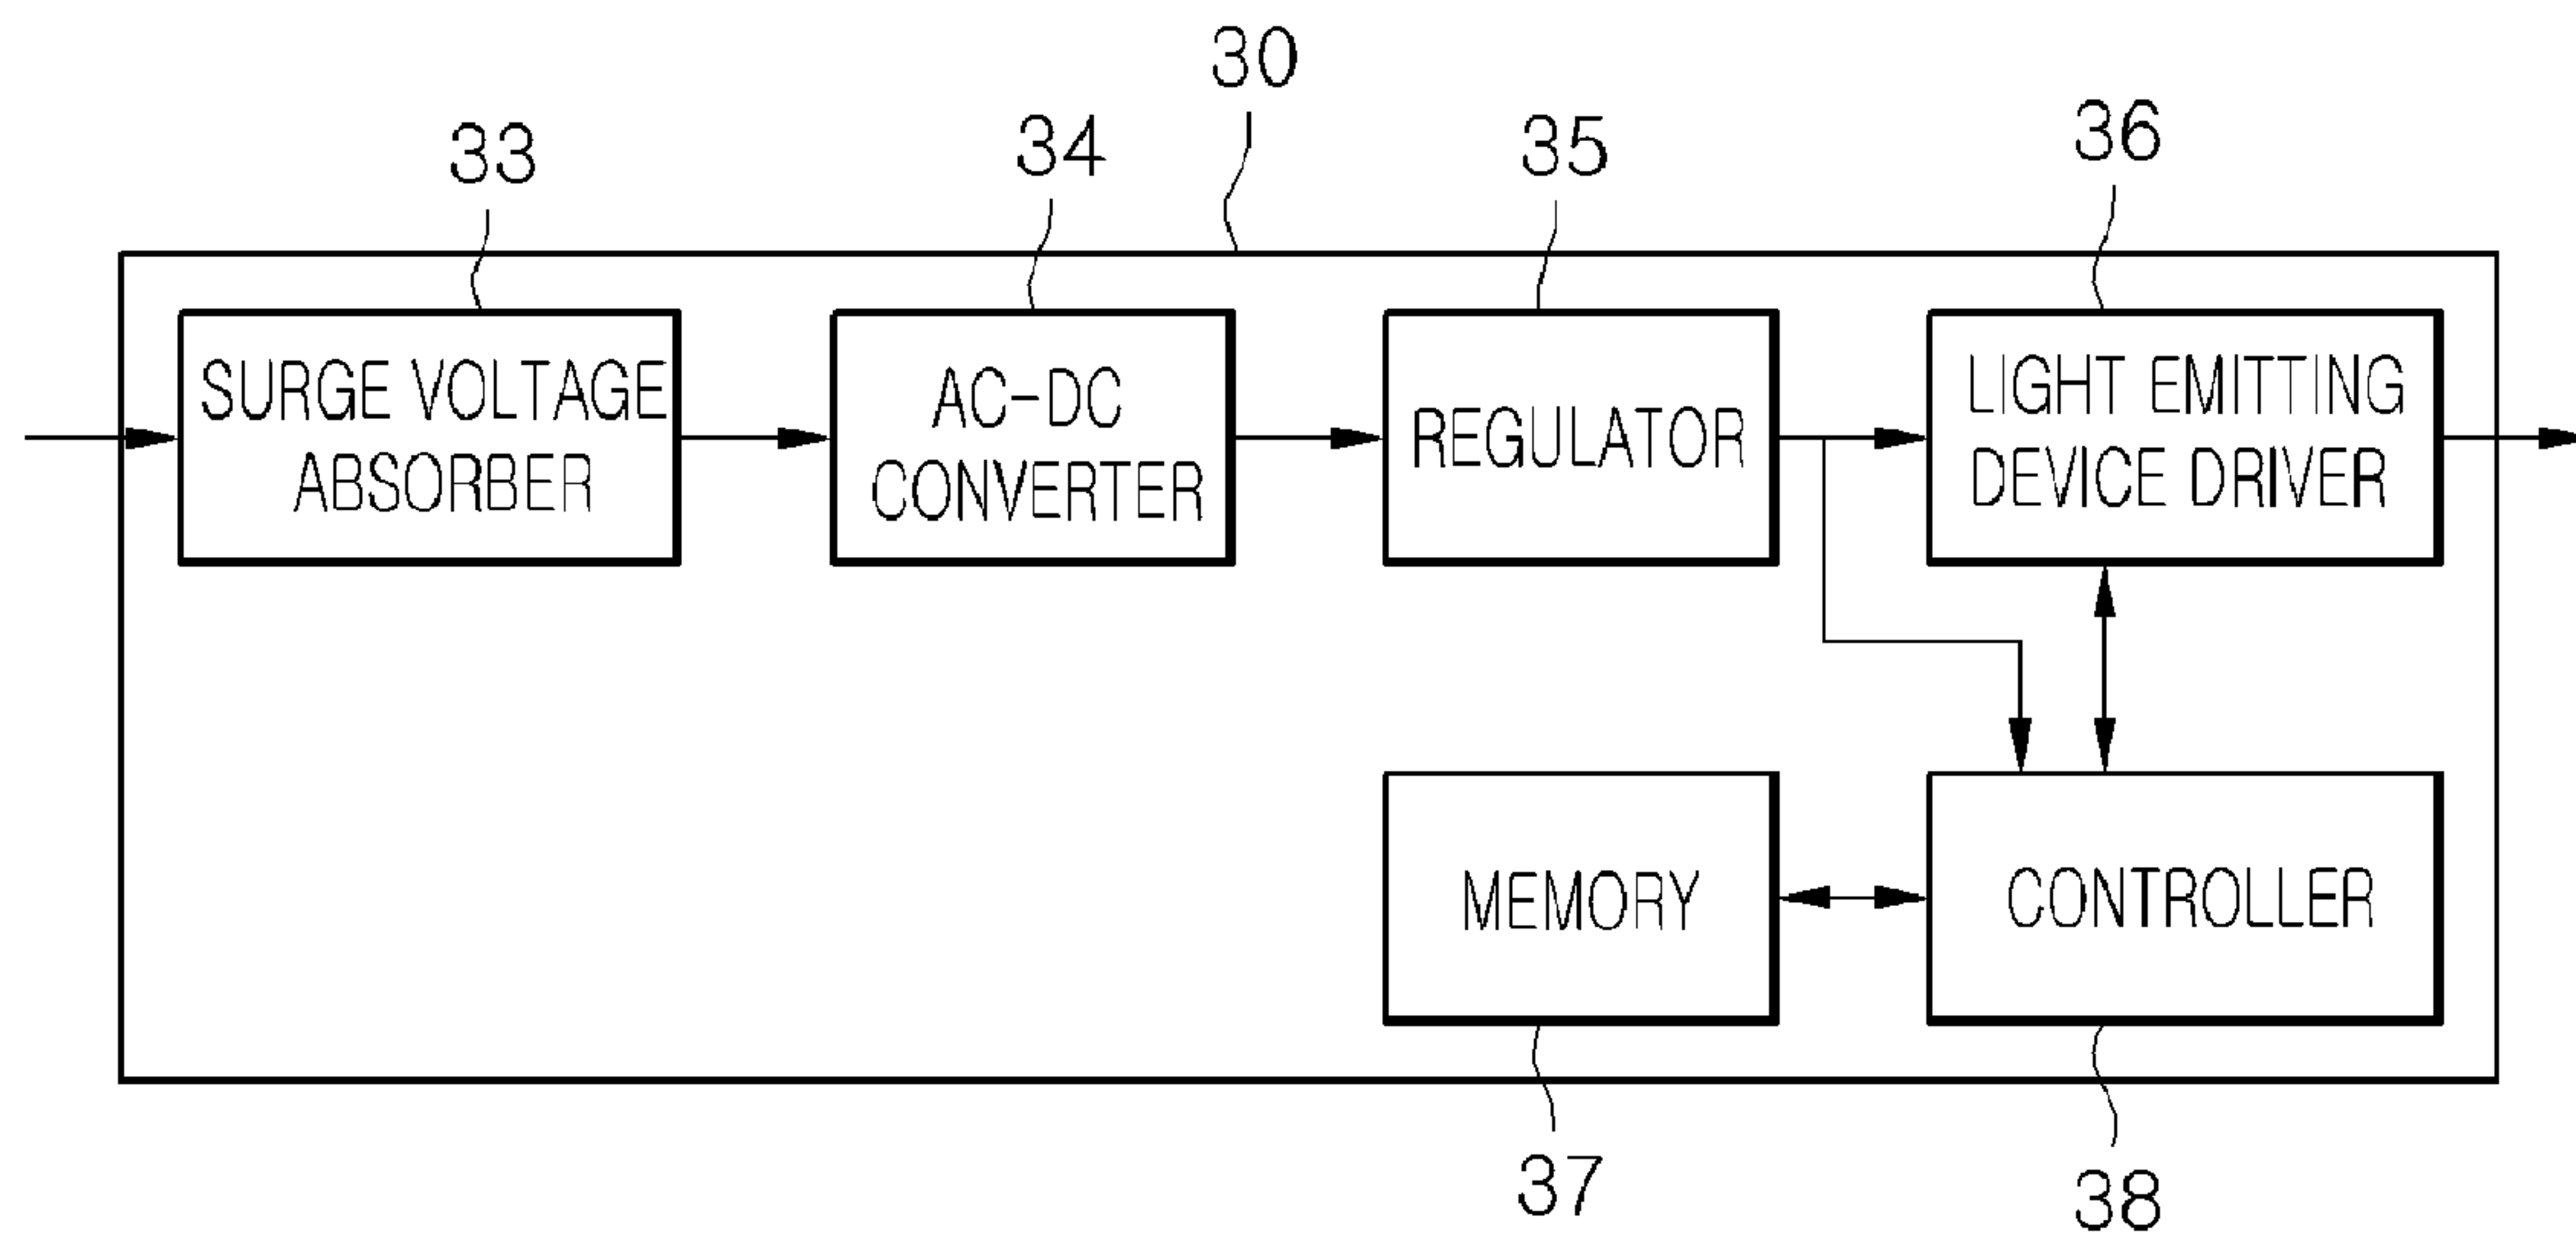 30
33
34
35
36
SURGE VOLTAGE
ABSORBER
AC-DC
CONVERTER
REGULATOR
LIGHT EMITTING
DEVICE DRIVER
MEMORY
CONTROLLER
37
38